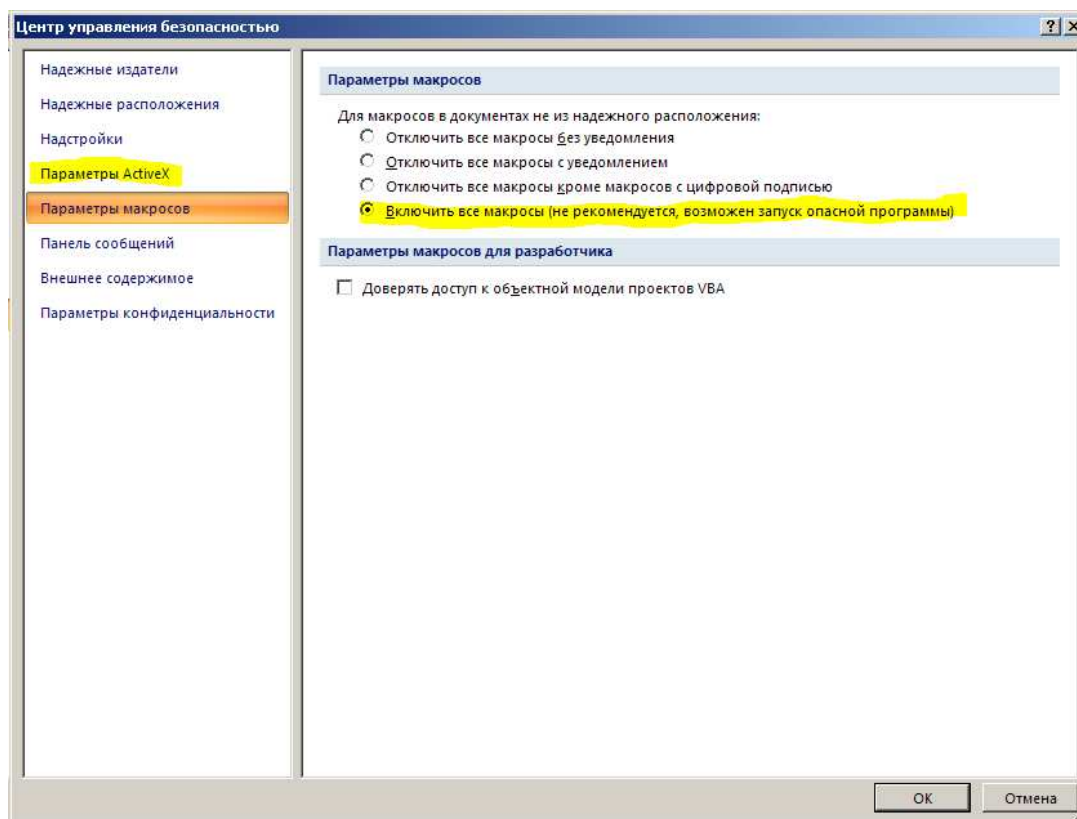 Центр управления безопасностью
Надежные издатели
Надежные расположения
Надстройки
Параметры ActiveX
Параметры макросов
Панель сообщений
Внешнее содержимое
Параметры конфиденциальности
Параметры макросов
Для макросов в документах не из надежного расположения:
Отключить все макросы без уведомления
Отключить все макросы с уведомлением
Отключить все макросы кроме макросов с цифровой подписью
Включить все макросы (не рекомендуется, возможен запуск опасной программы)
Параметры макросов для разработчика
Доверять доступ к объектной модели проектов VBA
ОК
Отмена